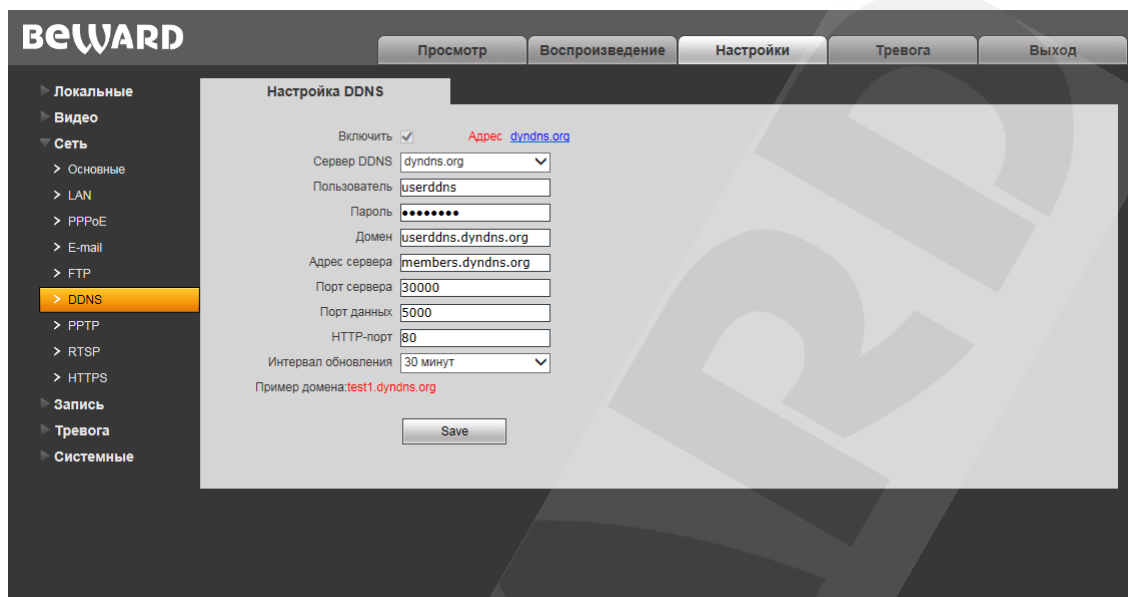 BEWARD
Просмотр
Воспроизведение
Настройки
Тревога
Выход
Локальные
Видео
Сеть
> Основные
> LAN
> PPPoE
> E-mail
> FTP
> DDNS
> PPTP
> RTSP
> HTTPS
Запись
Тревога
Системные
Настройка DDNS
Включить Адрес dyndns.org
Сервер DDNS dyndns.org
Пользователь userddns
Пароль ••••••••
Домен userddns.dyndns.org
Адрес сервера members.dyndns.org
Порт сервера 30000
Порт данных 5000
HTTP-порт 80
Интервал обновления 30 минут
Пример домена:test1.dyndns.org
Save